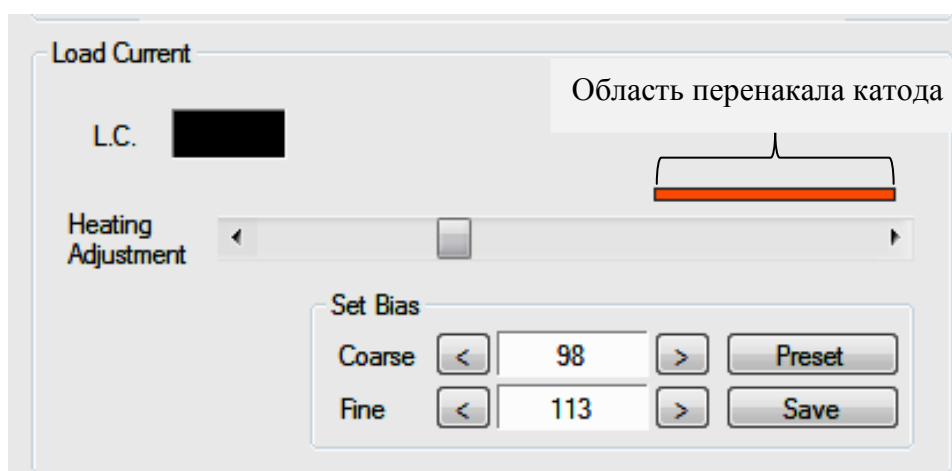 Load Current
Область перенакала катода
L.C.
Heating
Adjustment
Set Bias
Coarse < 98 > Preset
Fine < 113 > Save